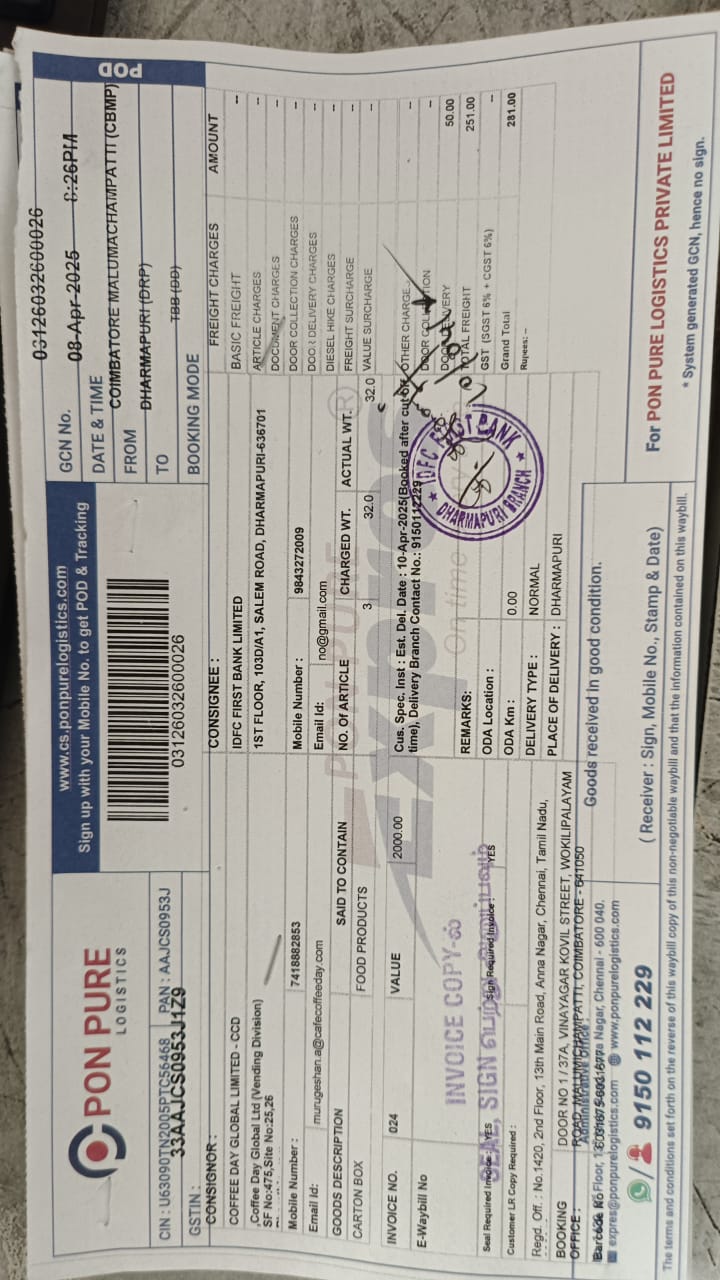 PON PURE
LOGISTICS
CIN : U63090TN2005PTC56468 PAN : AAJCS0953J
GSTIN : 33AAJCS0953J1Z9
www.cs.ponpurelogistics.com
Sign up with your Mobile No. to get POD & Tracking
03126032600026
POD
03126032600026
GCN No.
08-Apr-2025 6:26PM
DATE & TIME
COIMBATORE MALUMACHAMPATTI (CBMP)
FROM
DHARMAPURI (DRP)
TO
TBB (DD)
BOOKING MODE
CONSIGNOR :
COFFEE DAY GLOBAL LIMITED - CCD
,Coffee Day Global Ltd (Vending Division)
SF No:475,Site No:25,26
Mobile Number : 7418882853
Email Id: murugeshan.a@cafecoffeeday.com
CONSIGNEE :
IDFC FIRST BANK LIMITED
1ST FLOOR, 103D/A1, SALEM ROAD, DHARMAPURI-636701
Mobile Number : 9843272009
Email Id: no@gmail.com
GOODS DESCRIPTION SAID TO CONTAIN NO. Of ARTICLE CHARGED WT. ACTUAL WT.
CARTON BOX FOOD PRODUCTS 3 32.0 32.0
INVOICE NO. 024 VALUE 2000.00
E-Waybill No
Cus. Spec. Inst : Est. Del. Date : 10-Apr-2025(Booked after cut off
time), Delivery Branch Contact No.: 9150112229
INVOICE COPY-ல்
SEAL, SIGN
Seal Required Invoice : YES Sign Required Invoice : YES
Customer LR Copy Required :
REMARKS:
ODA Location :
ODA Km : 0.00
DELIVERY TYPE : NORMAL
PLACE OF DELIVERY : DHARMAPURI
FREIGHT CHARGES AMOUNT
BASIC FREIGHT --
ARTICLE CHARGES --
DOCUMENT CHARGES --
DOOR COLLECTION CHARGES --
DOOR DELIVERY CHARGES --
DIESEL HIKE CHARGES --
FREIGHT SURCHARGE --
VALUE SURCHARGE --
OTHER CHARGE --
DOOR COLLECTION --
DOOR DELIVERY 50.00
TOTAL FREIGHT 251.00
GST (SGST 6% + CGST 6%) --
Grand Total 281.00
Rupees: --
PON PURE
Express
On time
IDFC FIRST BANK
DHARMAPURI BRANCH
Regd. Off. : No.1420, 2nd Floor, 13th Main Road, Anna Nagar, Chennai, Tamil Nadu,
BOOKING OFFICE : DOOR NO 1 / 37A, VINAYAGAR KOVIL STREET, WOKILIPALAYAM
ROAD, MALUMICHAMPATTI, COIMBATORE - 641050
Administrative Office
Nagar, Chennai - 600 040.
expres@ponpurelogistics.com www.ponpurelogistics.com
Goods received in good condition.
9150 112 229
( Receiver : Sign, Mobile No., Stamp & Date)
For PON PURE LOGISTICS PRIVATE LIMITED
The terms and conditions set forth on the reverse of this waybill copy of this non-negotiable waybill and that the information contained on this waybill.
* System generated GCN, hence no sign.